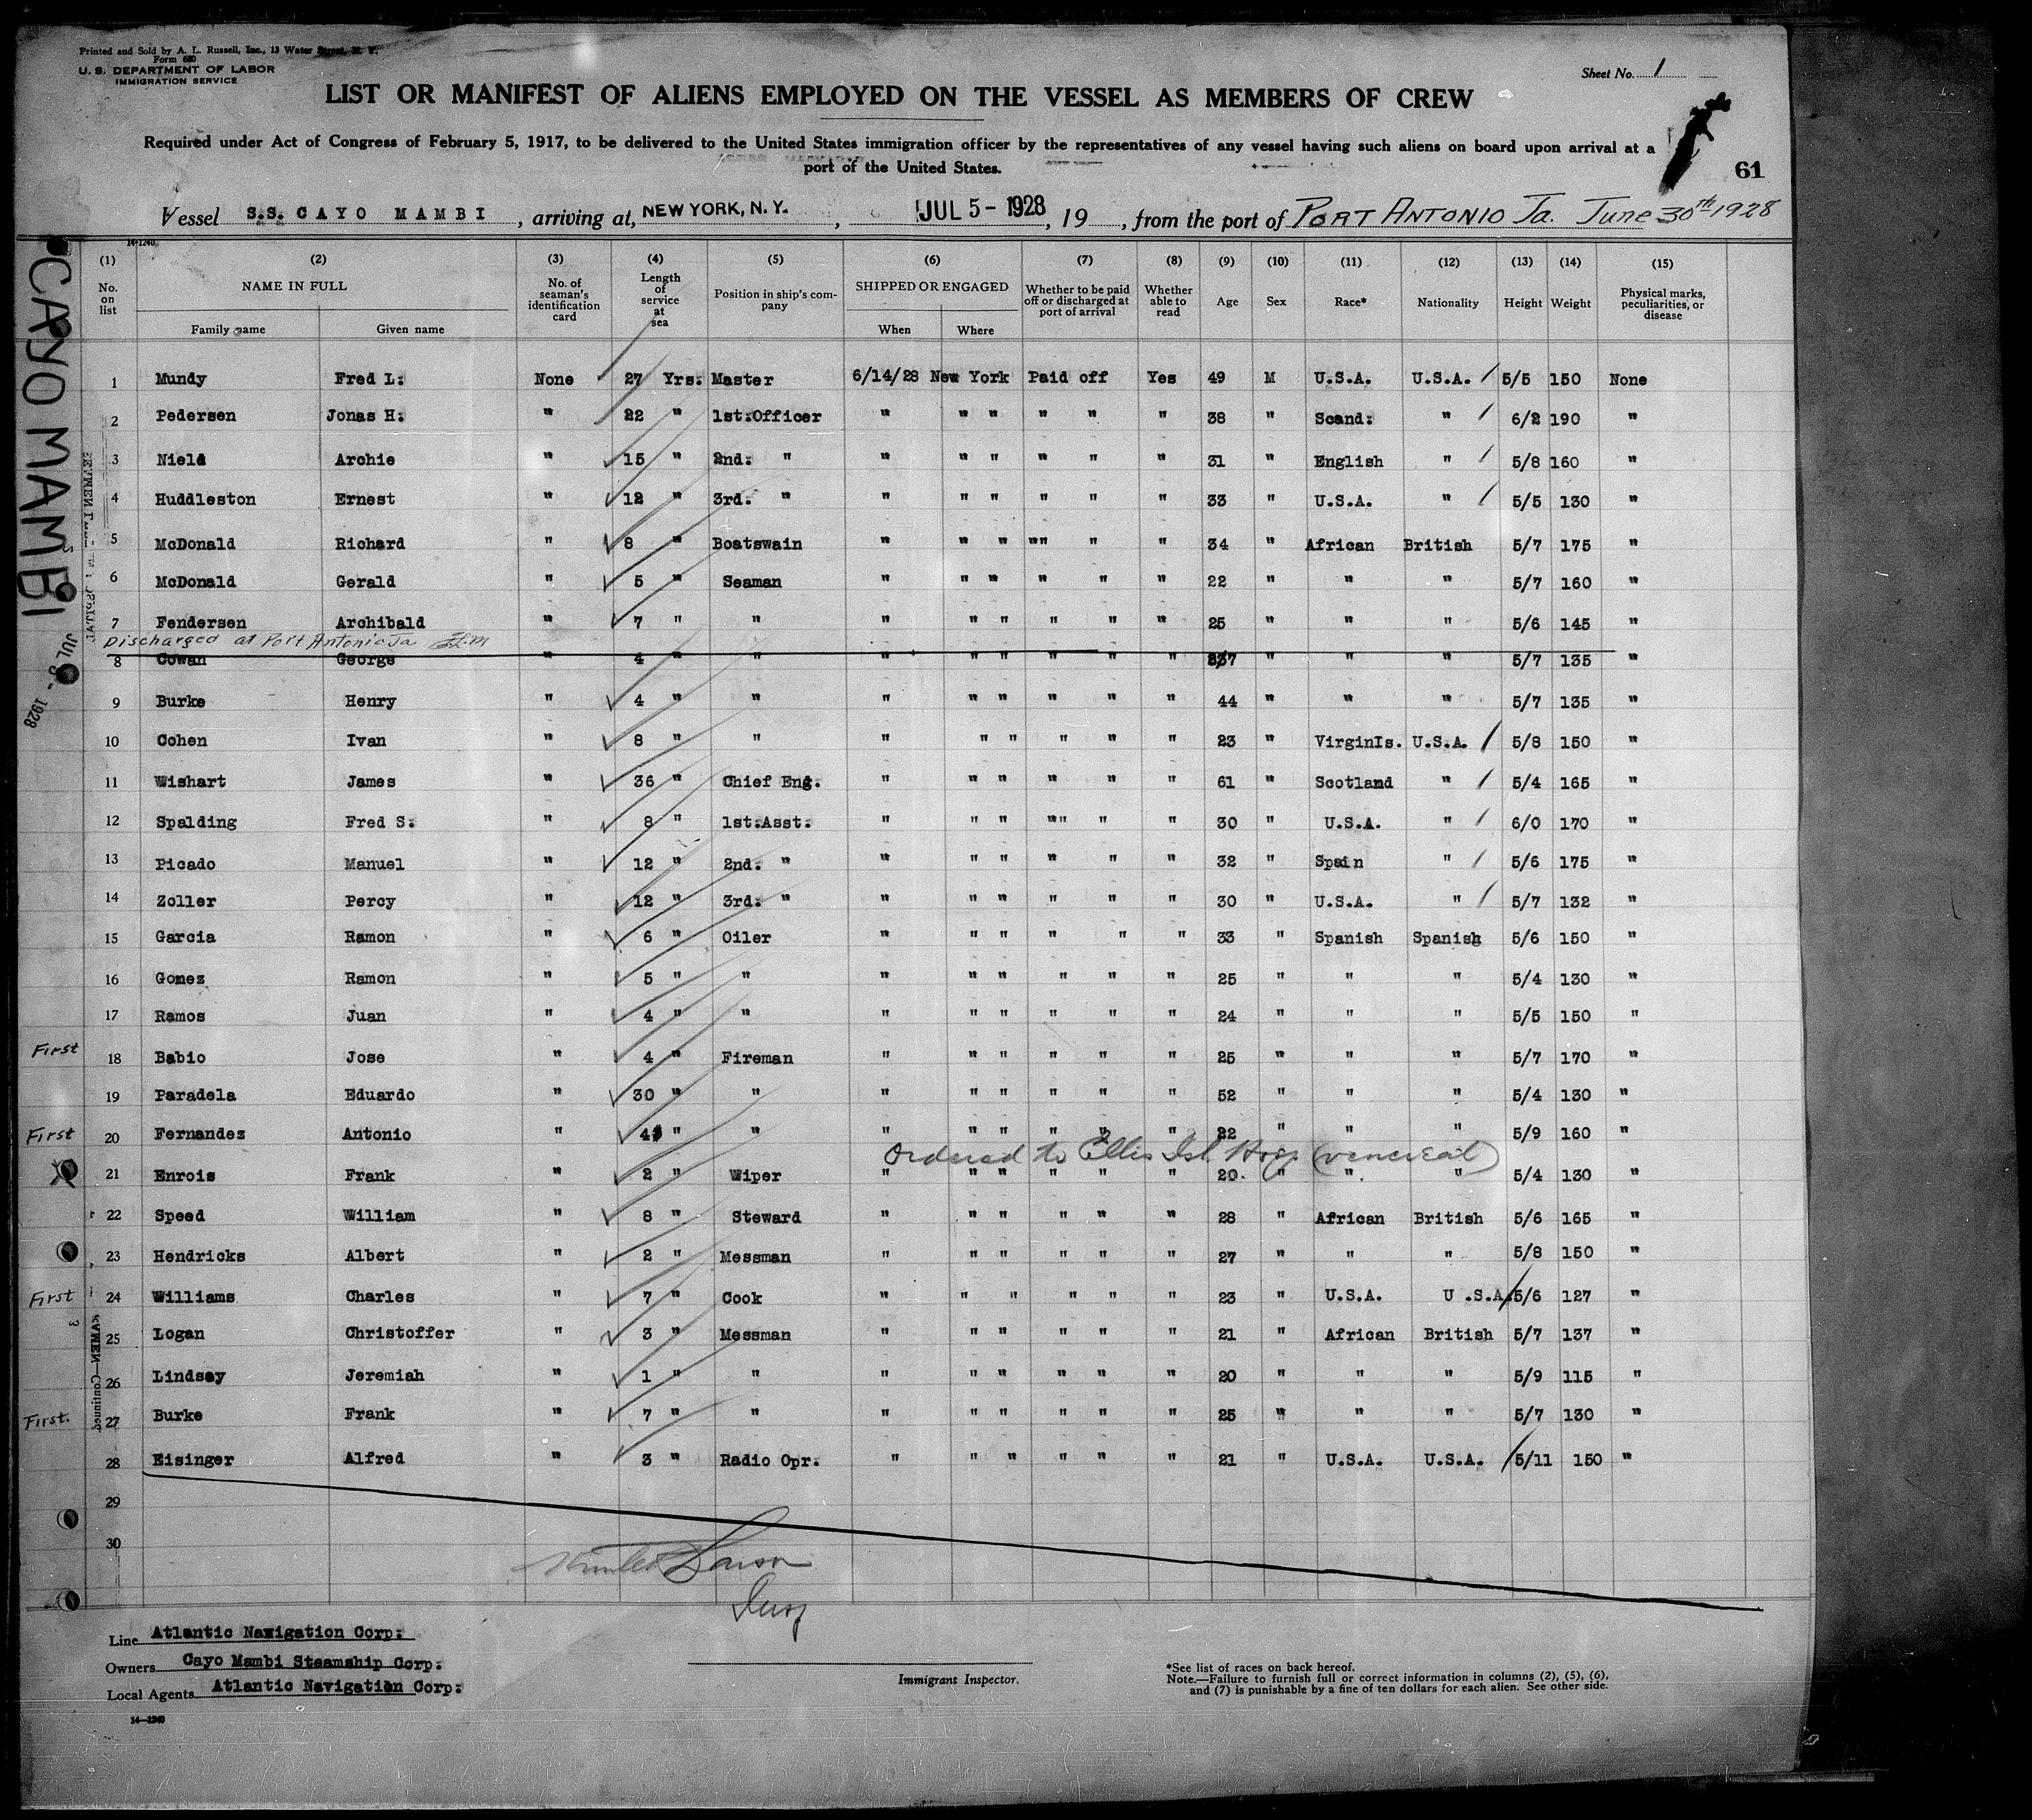 Printed and Sold by A. L. Russell, Inc., 13 Water Street, N. Y.
Form 680
U. S. DEPARTMENT OF LABOR
IMMIGRATION SERVICE
Sheet No. 1
LIST OR MANIFEST OF ALIENS EMPLOYED ON THE VESSEL AS MEMBERS OF CREW
Required under Act of Congress of February 5, 1917, to be delivered to the United States immigration officer by the representatives of any vessel having such aliens on board upon arrival at a
port of the United States.
61
Vessel S.S. CAYO MAMBI, arriving at, NEW YORK, N. Y., JUL 5 - 1928, 19, from the port of PORT ANTONIO Ja. June 30th 1928
14-1240
(1) (2) (3) (4) (5) (6) (7) (8) (9) (10) (11) (12) (13) (14) (15)
No. on list NAME IN FULL Family name Given name No. of seaman's identification card Length of service at sea Position in ship's company SHIPPED OR ENGAGED When Where Whether to be paid off or discharged at port of arrival Whether able to read Age Sex Race* Nationality Height Weight Physical marks, peculiarities, or disease
1 Mundy Fred L. None 27 Yrs. Master 6/14/28 New York Paid off Yes 49 M U.S.A. U.S.A. 5/5 150 None
2 Pedersen Jonas H. " 22 " 1st.Officer " " " " " " 38 " Scand. " 6/2 190 "
3 Nield Archie " 15 " 2nd. " " " " " " " 31 " English " 5/8 160 "
4 Huddleston Ernest " 12 " 3rd. " " " " " " " 33 " U.S.A. " 5/5 130 "
5 McDonald Richard " 8 " Boatswain " " " "" " " 34 " African British 5/7 175 "
6 McDonald Gerald " 5 " Seaman " " " " " " 22 " " " 5/7 160 "
7 Fendersen Archibald " 7 " " " " " " " " 25 " " " 5/6 145 "
Discharged at Port Antonio Ja
8 Cowan George " 4 " " " " " " " " " " " 5/7 135 "
9 Burke Henry " 4 " " " " " " " " 44 " " " 5/7 135 "
10 Cohen Ivan " 8 " " " " " " " " 23 " VirginIs. U.S.A. 5/8 150 "
11 Wishart James " 36 " Chief Eng. " " " " " " 61 " Scotland " 5/4 165 "
12 Spalding Fred S. " 8 " 1st.Asst. " " " "" " " 30 " U.S.A. " 6/0 170 "
13 Picado Manuel " 12 " 2nd. " " " " " " " 32 " Spain " 5/6 175 "
14 Zoller Percy " 12 " 3rd. " " " " " " " 30 " U.S.A. " 5/7 132 "
15 Garcia Ramon " 6 " Oiler " " " " " " 33 " Spanish Spanish 5/6 150 "
16 Gomez Ramon " 5 " " " " " " " " 25 " " " 5/4 130 "
17 Ramos Juan " 4 " " " " " " " " 24 " " " 5/5 150 "
First 18 Babio Jose " 4 " Fireman " " " " " " 25 " " " 5/7 170 "
19 Paradela Eduardo " 30 " " " " " " " " 52 " " " 5/4 130 "
First 20 Fernandez Antonio " 4 " " " " " " " " 22 " " " 5/9 160 "
Ordered to Ellis Isl Hosp (venereal)
21 Enrois Frank " 2 " Wiper " " " " " " 20. " " " 5/4 130 "
22 Speed William " 8 " Steward " " " " " " 28 " African British 5/6 165 "
23 Hendricks Albert " 2 " Messman " " " " " " 27 " " " 5/8 150 "
First 24 Williams Charles " 7 " Cook " " " " " " 23 " U.S.A. U.S.A. 5/6 127 "
25 Logan Christoffer " 3 " Messman " " " " " " 21 " African British 5/7 137 "
26 Lindsay Jeremiah " 1 " " " " " " " " 20 " " " 5/9 115 "
First. 27 Burke Frank " 7 " " " " " " " " 25 " " " 5/7 130 "
28 Eisinger Alfred " 3 " Radio Opr. " " " " " " 21 " U.S.A. U.S.A. 5/11 150 "
29
30
Larson
Insp
Line Atlantic Navigation Corp.
Owners Cayo Mambi Steamship Corp.
Local Agents Atlantic Navigation Corp.
Immigrant Inspector.
*See list of races on back hereof.
Note.—Failure to furnish full or correct information in columns (2), (5), (6),
and (7) is punishable by a fine of ten dollars for each alien. See other side.
14—1240
CAYO MAMBI
JUL 5 - 1928